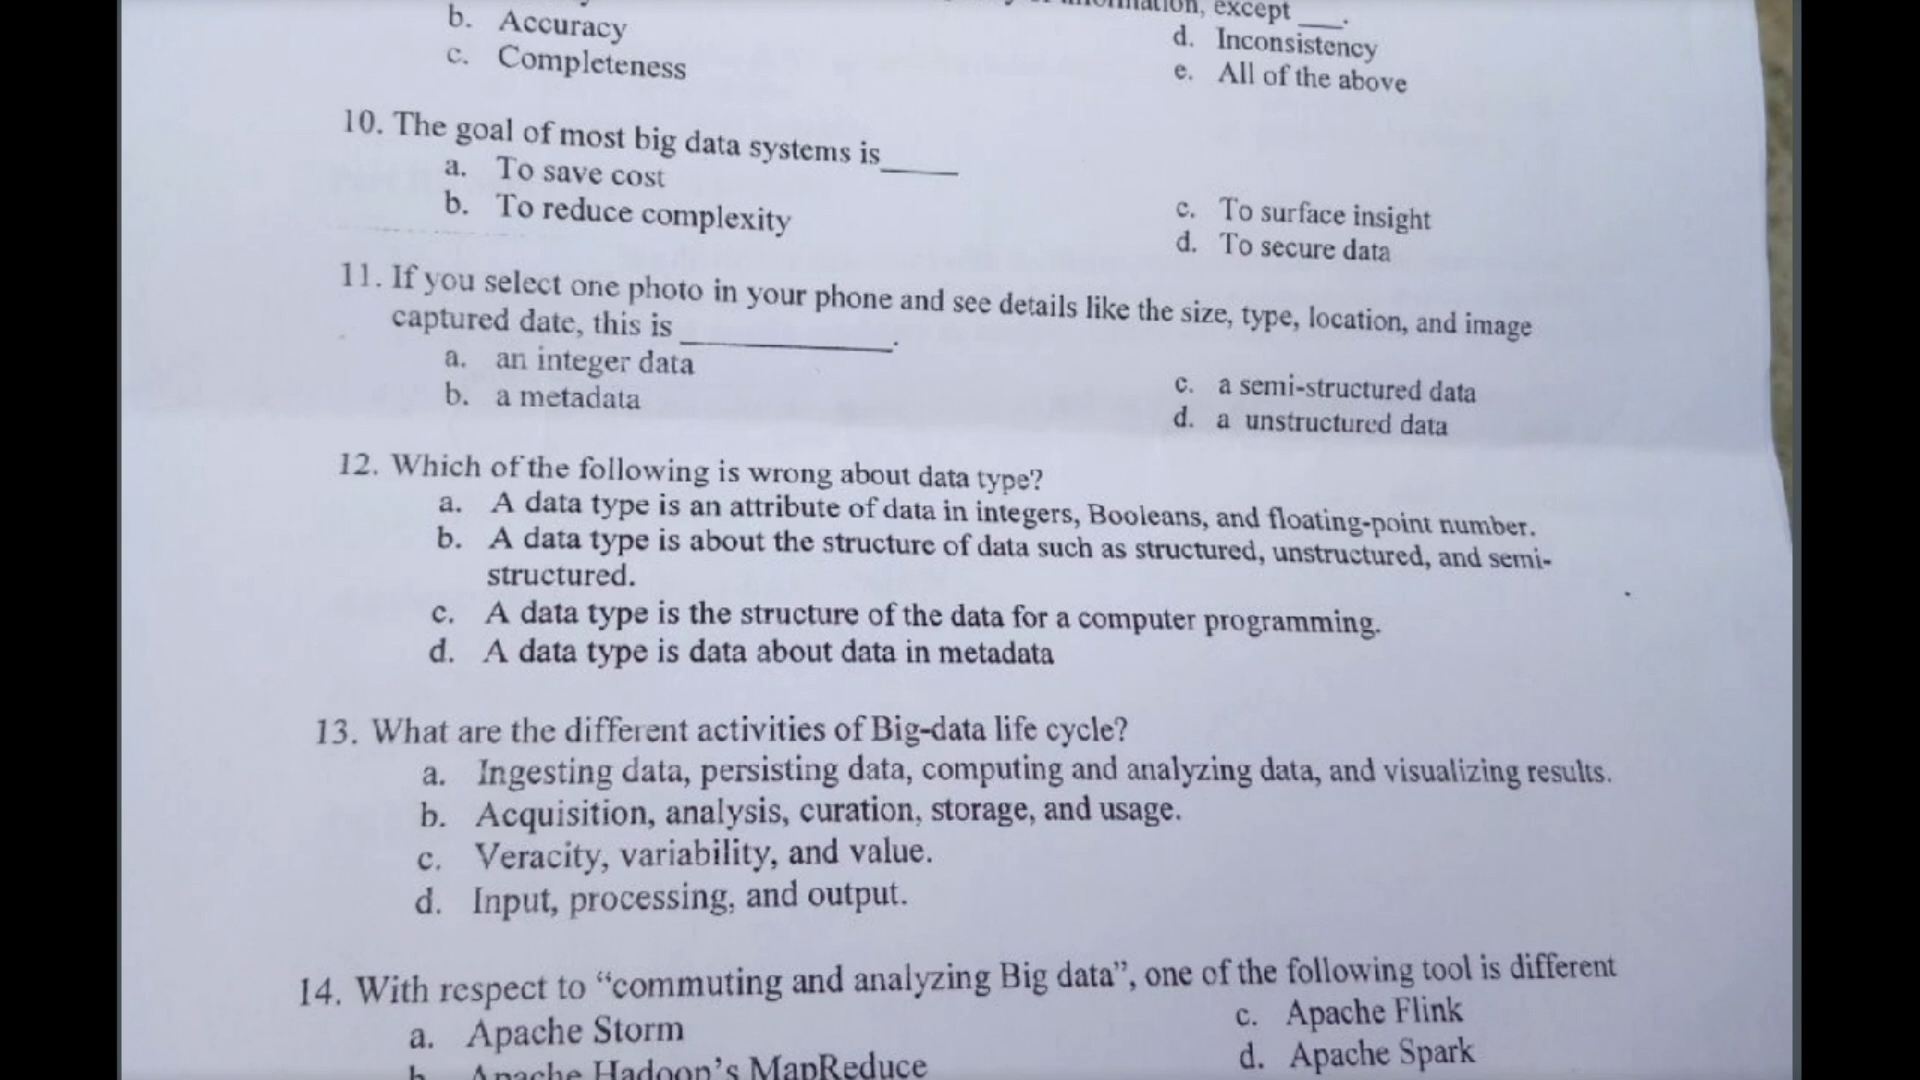 information, except ___.
b. Accuracy
c. Completeness
d. Inconsistency
e. All of the above
10. The goal of most big data systems is_____
a. To save cost
b. To reduce complexity
c. To surface insight
d. To secure data
11. If you select one photo in your phone and see details like the size, type, location, and image
captured date, this is ______________.
a. an integer data
b. a metadata
c. a semi-structured data
d. a unstructured data
12. Which of the following is wrong about data type?
a. A data type is an attribute of data in integers, Booleans, and floating-point number.
b. A data type is about the structure of data such as structured, unstructured, and semi-
structured.
c. A data type is the structure of the data for a computer programming.
d. A data type is data about data in metadata
13. What are the different activities of Big-data life cycle?
a. Ingesting data, persisting data, computing and analyzing data, and visualizing results.
b. Acquisition, analysis, curation, storage, and usage.
c. Veracity, variability, and value.
d. Input, processing, and output.
14. With respect to “commuting and analyzing Big data”, one of the following tool is different
a. Apache Storm
b. Apache Hadoop’s MapReduce
c. Apache Flink
d. Apache Spark